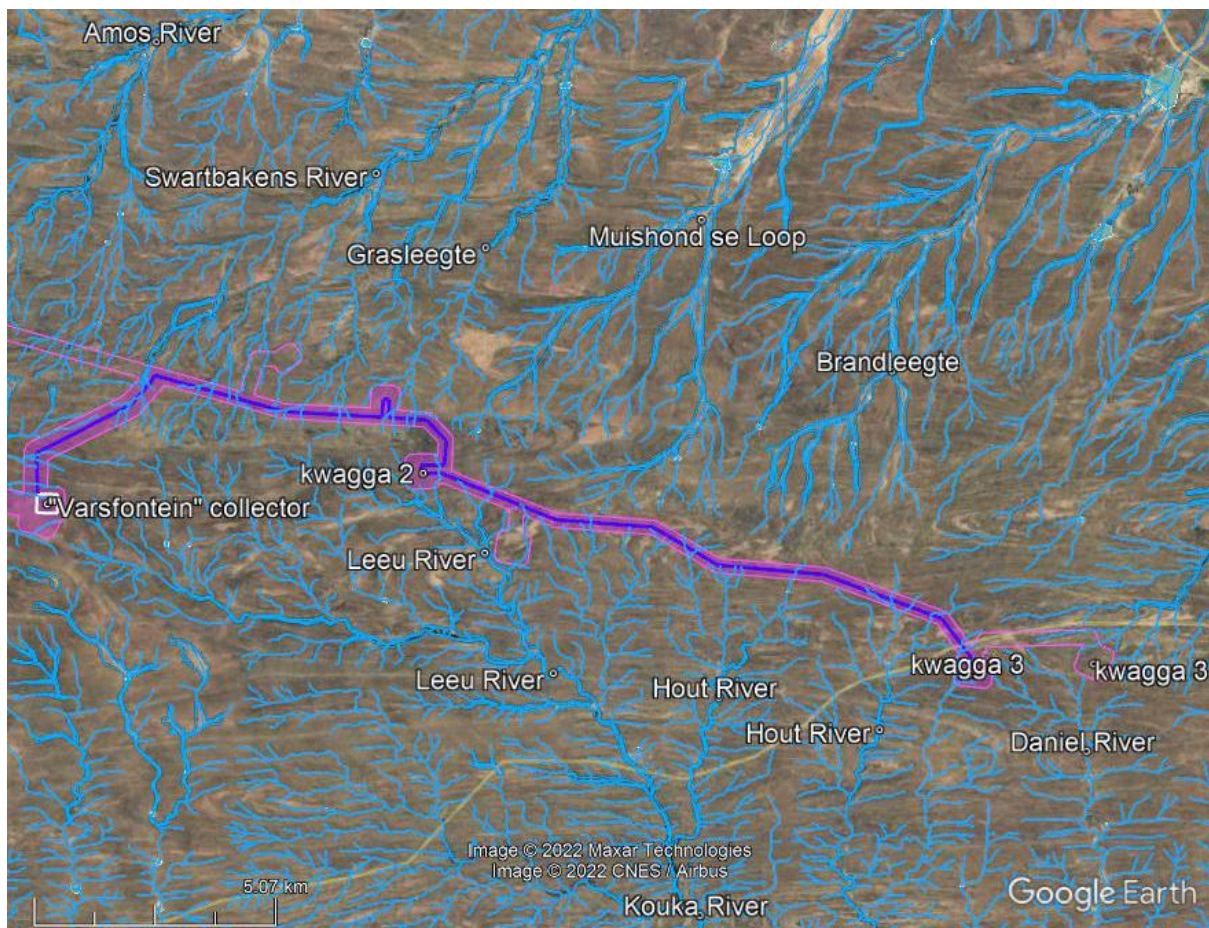 Amos River
Swartbakens River
Muishond se Loop
Grasleegte
Brandleegte
kwagga 2
"Varsfontein" collector
Leeu River
kwagga 3
kwagga 3
Leeu River
Hout River
Hout River
Daniel River
Image © 2022 Maxar Technologies
Image © 2022 CNES / Airbus
5.07 km
Google Earth
Kouka River